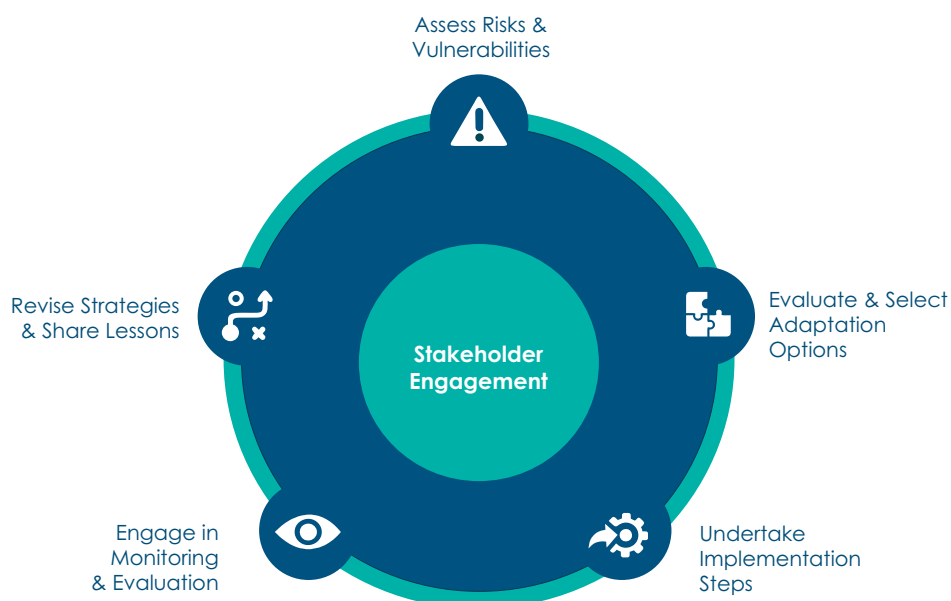 Assess Risks &
Vulnerabilities
Evaluate & Select
Adaptation
Options
Undertake
Implementation
Steps
Engage in
Monitoring
& Evaluation
Revise Strategies
& Share Lessons
Stakeholder
Engagement